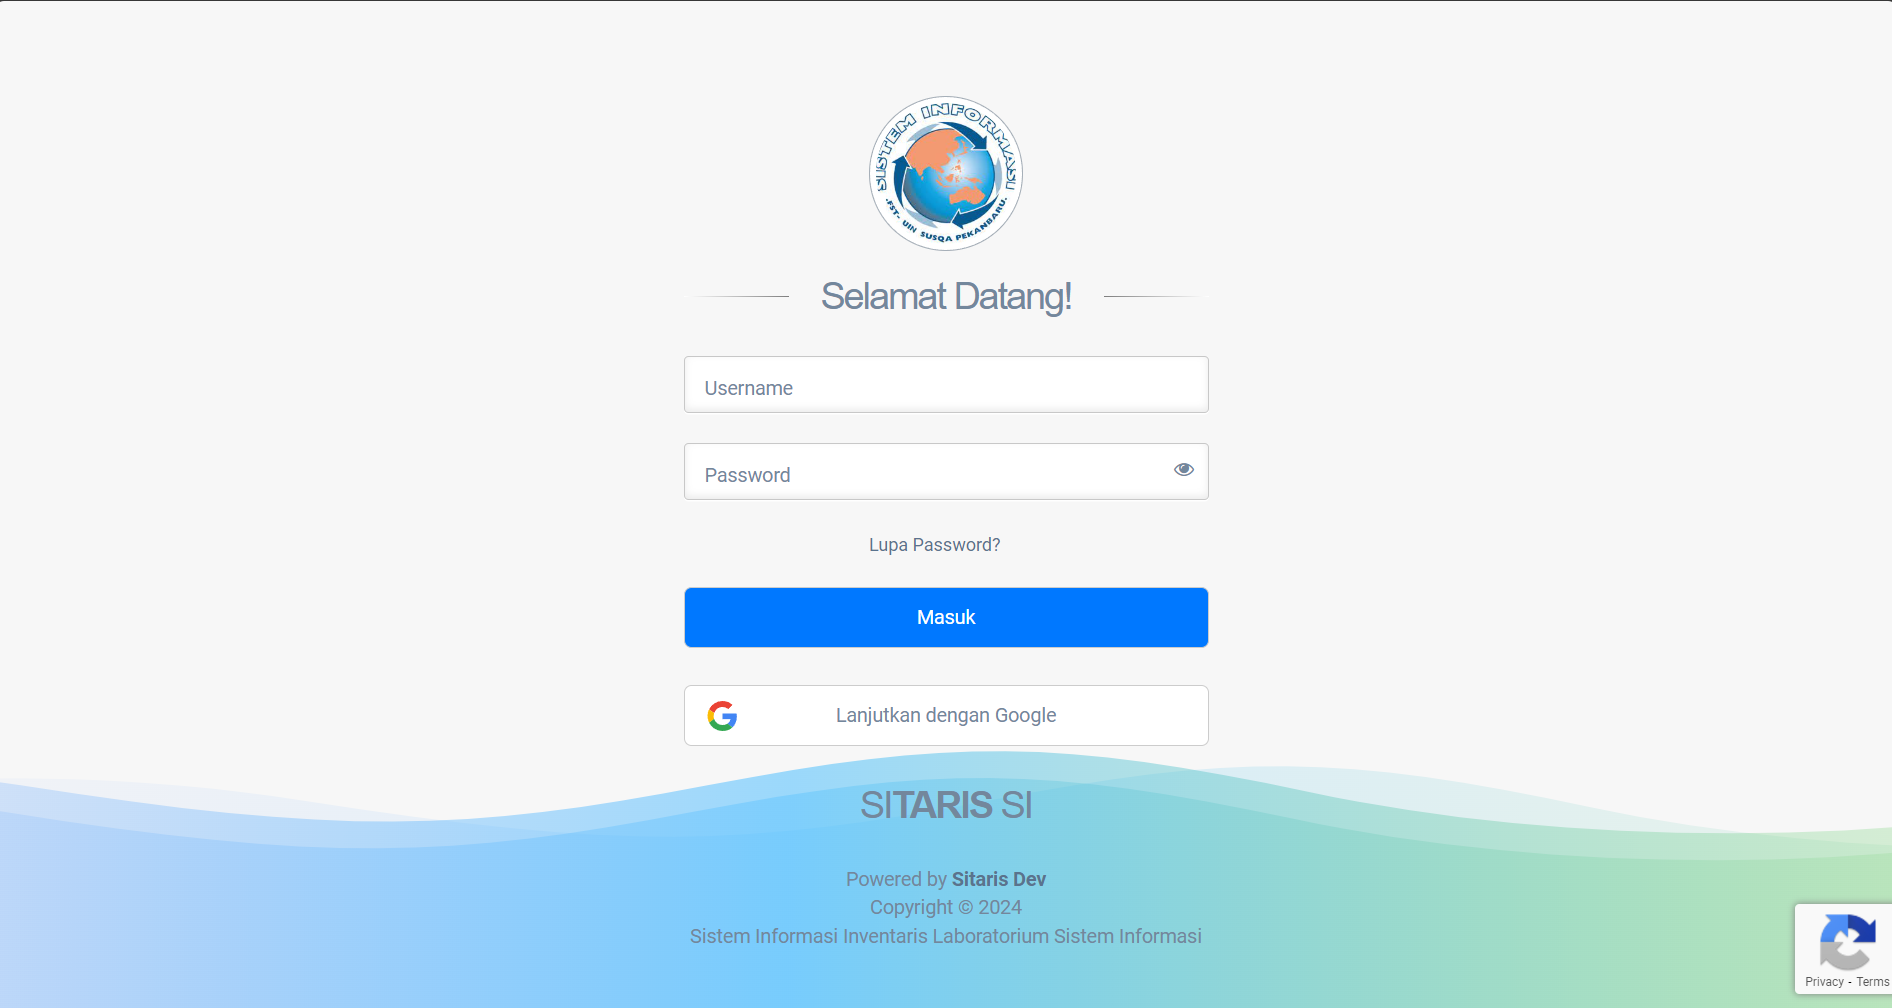 SISTEM INFORMASI
.FST- UIN SUSQA PEKANBARU.
Selamat Datang!
Username
Password
Lupa Password?
Masuk
Lanjutkan dengan Google
SITARIS SI
Powered by Sitaris Dev
Copyright © 2024
Sistem Informasi Inventaris Laboratorium Sistem Informasi
Privacy - Terms